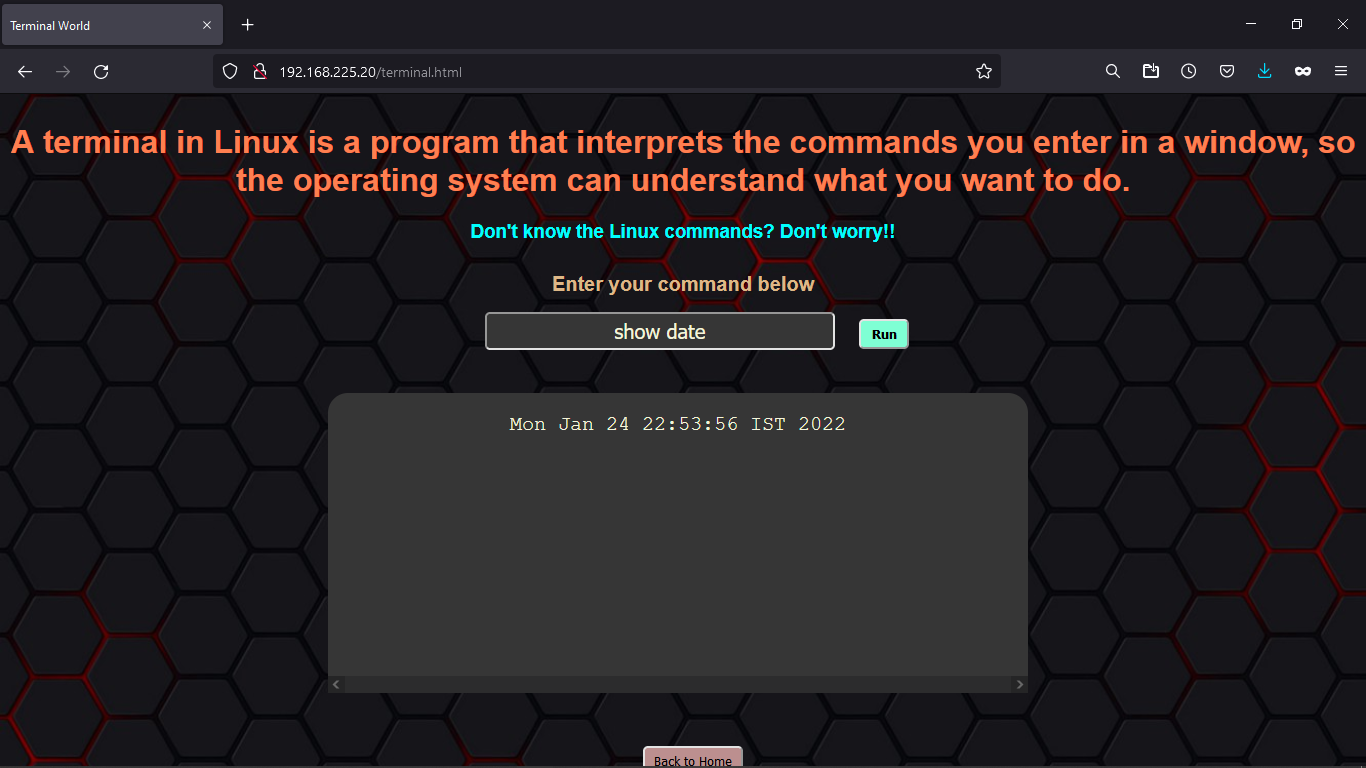 Terminal World
192.168.225.20/terminal.html
A terminal in Linux is a program that interprets the commands you enter in a window, so
the operating system can understand what you want to do.
Don't know the Linux commands? Don't worry!!
Enter your command below
show date
Run
Mon Jan 24 22:53:56 IST 2022
Back to Home